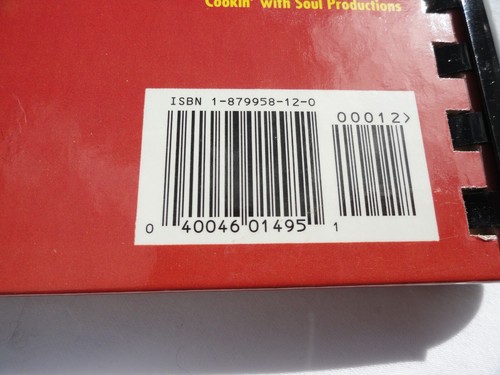 Cookin' with Soul Productions
ISBN 1-879958-12-0
00012>
0 40046 01495 1